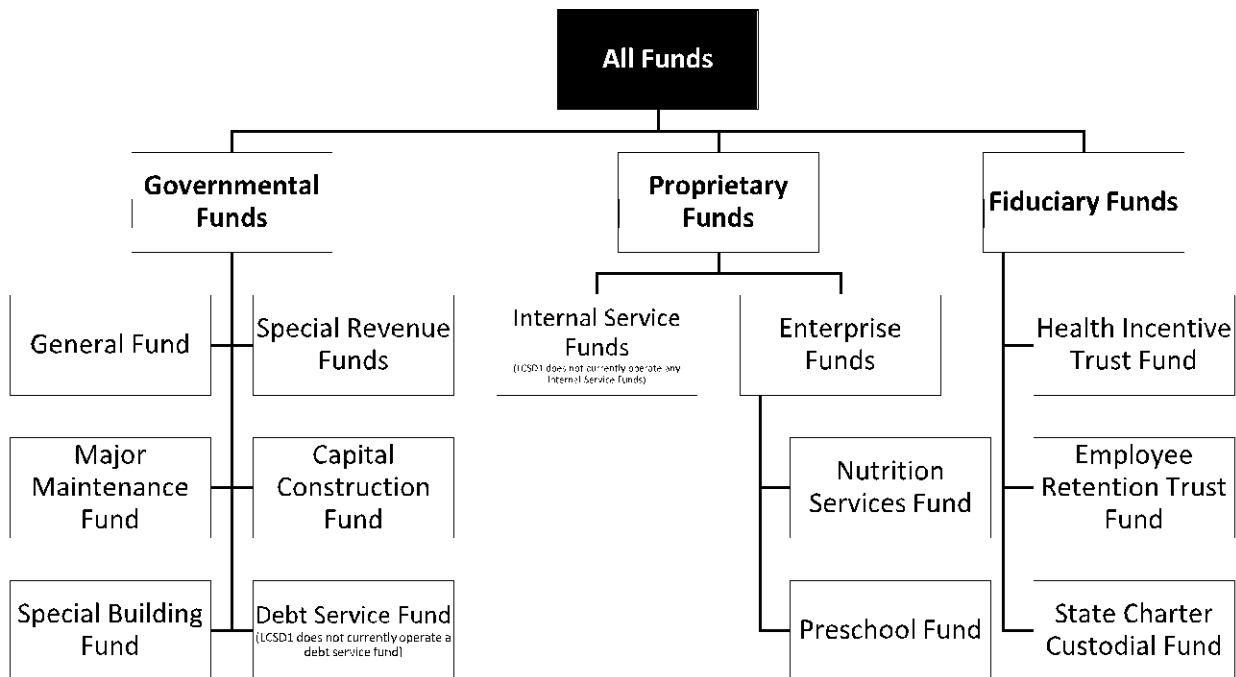 All Funds
Governmental
Funds
Proprietary
Funds
Fiduciary Funds
General Fund
Special Revenue
Funds
Internal Service
Funds
(LCSD1 does not currently operate any
Internal Service Funds)
Enterprise
Funds
Health Incentive
Trust Fund
Major
Maintenance
Fund
Capital
Construction
Fund
Nutrition
Services Fund
Employee
Retention Trust
Fund
Special Building
Fund
Debt Service Fund
(LCSD1 does not currently operate a
debt service fund)
Preschool Fund
State Charter
Custodial Fund